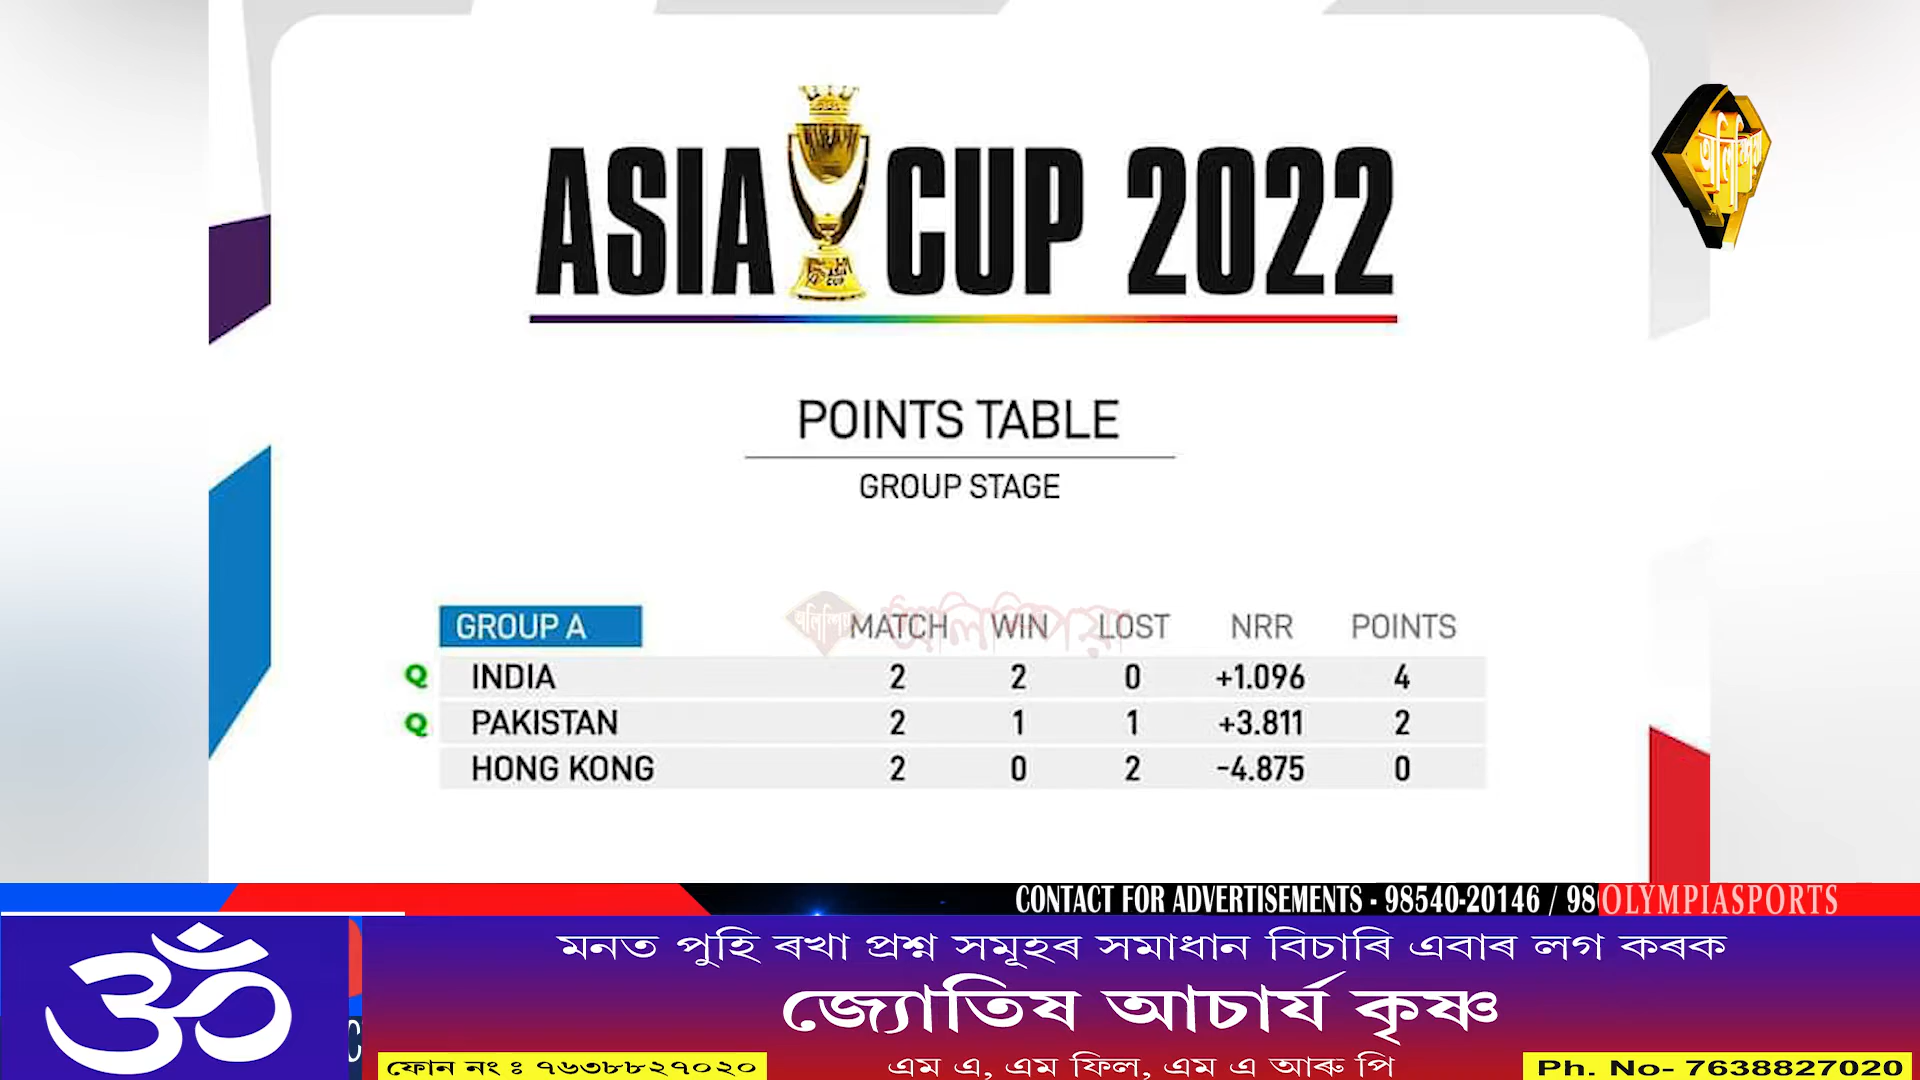 ASIA CUP 2022
POINTS TABLE
GROUP STAGE
GROUP A MATCH WIN LOST NRR POINTS
Q INDIA 2 2 0 +1.096 4
Q PAKISTAN 2 1 1 +3.811 2
HONG KONG 2 0 2 -4.875 0
CONTACT FOR ADVERTISEMENTS - 98540-20146 / 98 OLYMPIASPORTS
মনত পুহি ৰখা প্ৰশ্ন সমূহৰ সমাধান বিচাৰি এবাৰ লগ কৰক
ॐ
জ্যোতিষ আচাৰ্য কৃষ্ণ
ফোন নং ঃ ৭৬৩৮৮২৭০২০ এম এ, এম ফিল, এম এ আৰু পি Ph. No- 7638827020